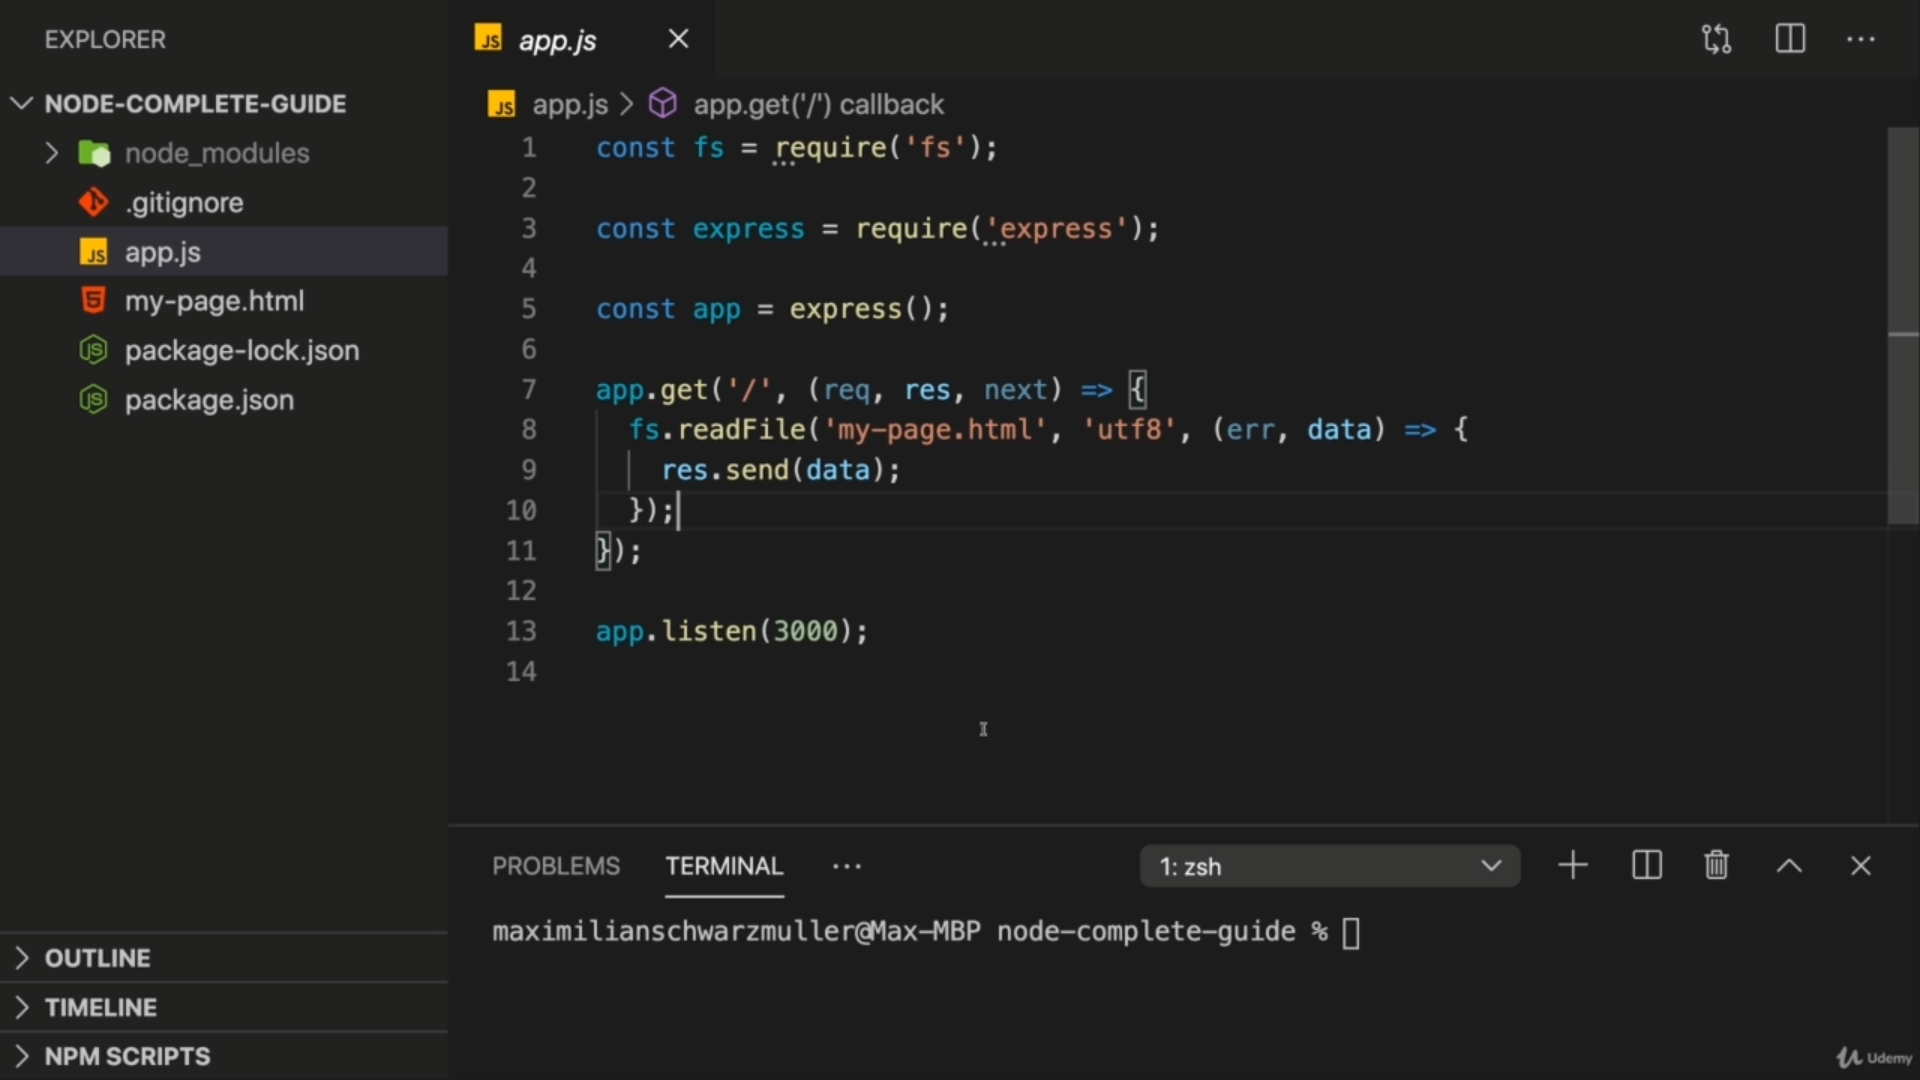 EXPLORER
NODE-COMPLETE-GUIDE
node_modules
.gitignore
app.js
my-page.html
package-lock.json
package.json
OUTLINE
TIMELINE
NPM SCRIPTS
JS app.js
JS app.js > app.get('/') callback
1 const fs = require('fs');
2
3 const express = require('express');
4
5 const app = express();
6
7 app.get('/', (req, res, next) => {
8 fs.readFile('my-page.html', 'utf8', (err, data) => {
9 res.send(data);
10 });
11 });
12
13 app.listen(3000);
14
PROBLEMS TERMINAL ··· 1: zsh
maximilianschwarzmuller@Max-MBP node-complete-guide %
Udemy